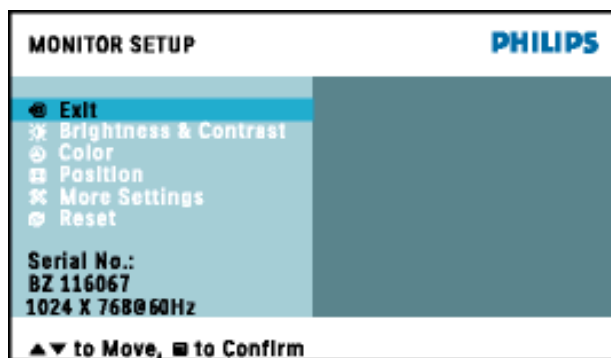 MONITOR SETUP PHILIPS
Exit
Brightness & Contrast
Color
Position
More Settings
Reset
Serial No.:
BZ 116067
1024 X 768@60Hz
▲▼ to Move, to Confirm